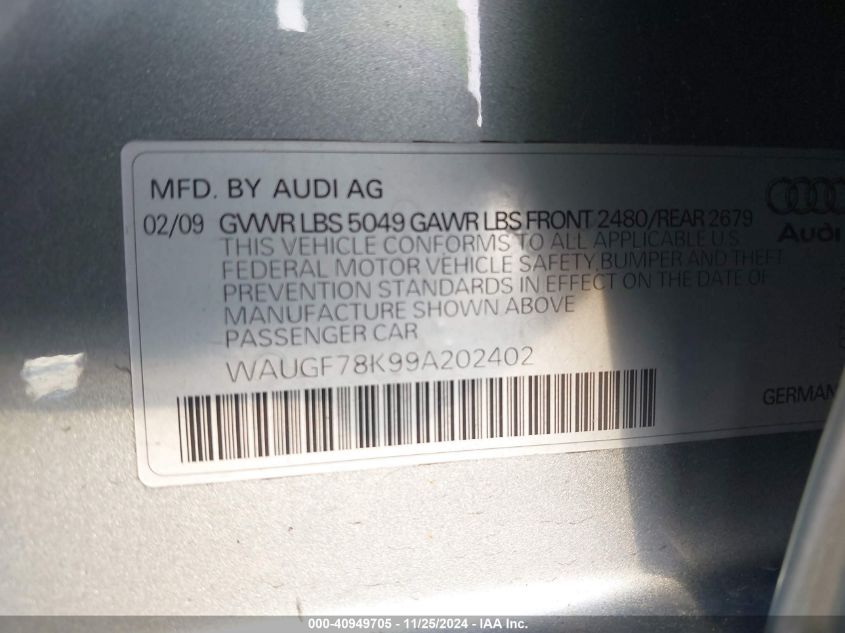 MFD. BY AUDI AG
02/09 GVWR LBS 5049 GAWR LBS FRONT 2480/REAR 2679
THIS VEHICLE CONFORMS TO ALL APPLICABLE U.S.
FEDERAL MOTOR VEHICLE SAFETY, BUMPER AND THEFT
PREVENTION STANDARDS IN EFFECT ON THE DATE OF
MANUFACTURE SHOWN ABOVE
PASSENGER CAR
WAUGF78K99A202402
Audi
GERMAN
000-40949705 - 11/25/2024 - IAA Inc.